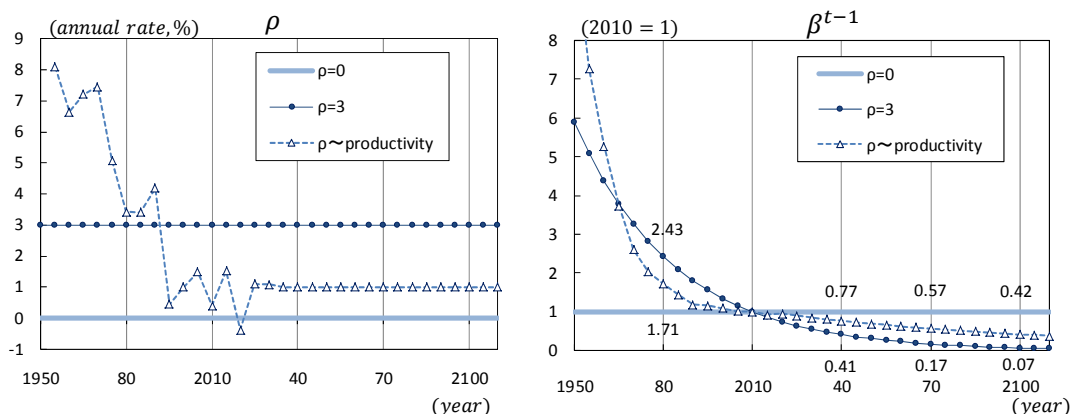 (annual rate,%)
ρ
9
8
7
6
5
4
3
2
1
0
-1
ρ=0
ρ=3
ρ～productivity
1950 80 2010 40 70 2100
(year)
(2010 = 1)
β^{t−1}
8
7
6
5
4
3
2
1
0
ρ=0
ρ=3
ρ～productivity
2.43
0.77 0.57 0.42
1.71
0.41 0.17 0.07
1950 80 2010 40 70 2100
(year)